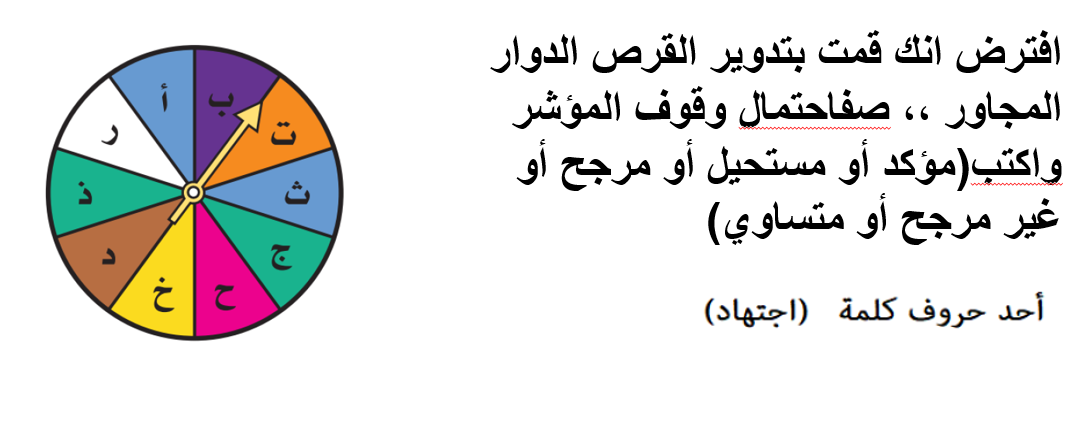 افترض انك قمت بتدوير القرص الدوار
المجاور ،، صفاحتمال وقوف المؤشر
واكتب(مؤكد أو مستحيل أو مرجح أو
غير مرجح أو متساوي)
أحد حروف كلمة (اجتهاد)
أ
ب
ت
ث
ج
ح
خ
د
ذ
ر